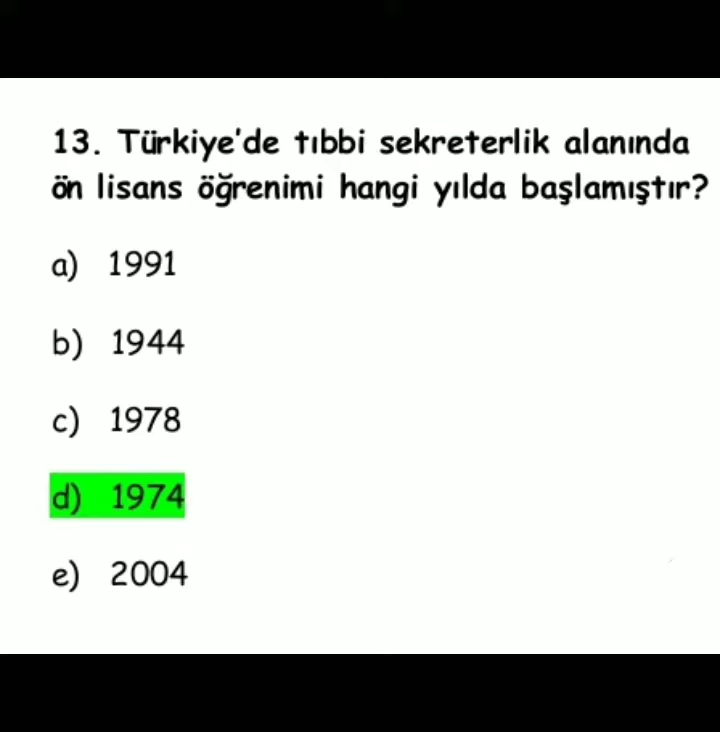 13. Türkiye'de tıbbi sekreterlik alanında
ön lisans öğrenimi hangi yılda başlamıştır?
a) 1991
b) 1944
c) 1978
d) 1974
e) 2004